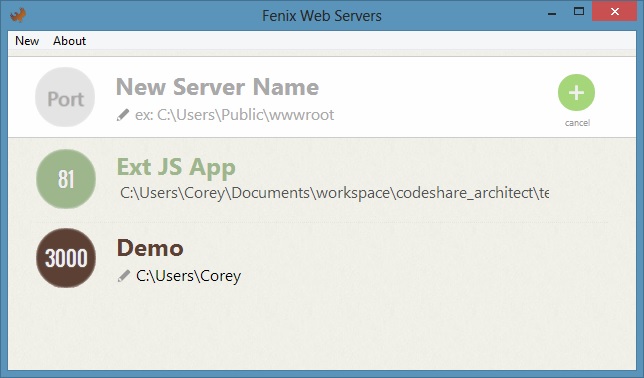 Fenix Web Servers
New About
Port
New Server Name
ex: C:\Users\Public\wwwroot
cancel
81
Ext JS App
C:\Users\Corey\Documents\workspace\codeshare_architect\te
3000
Demo
C:\Users\Corey